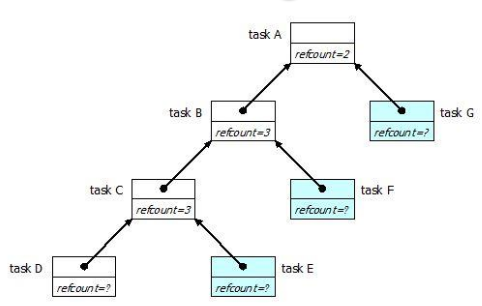 task A
refcount=2
task B
refcount=3
task G
refcount=?
task C
refcount=3
task F
refcount=?
task D
refcount=?
task E
refcount=?